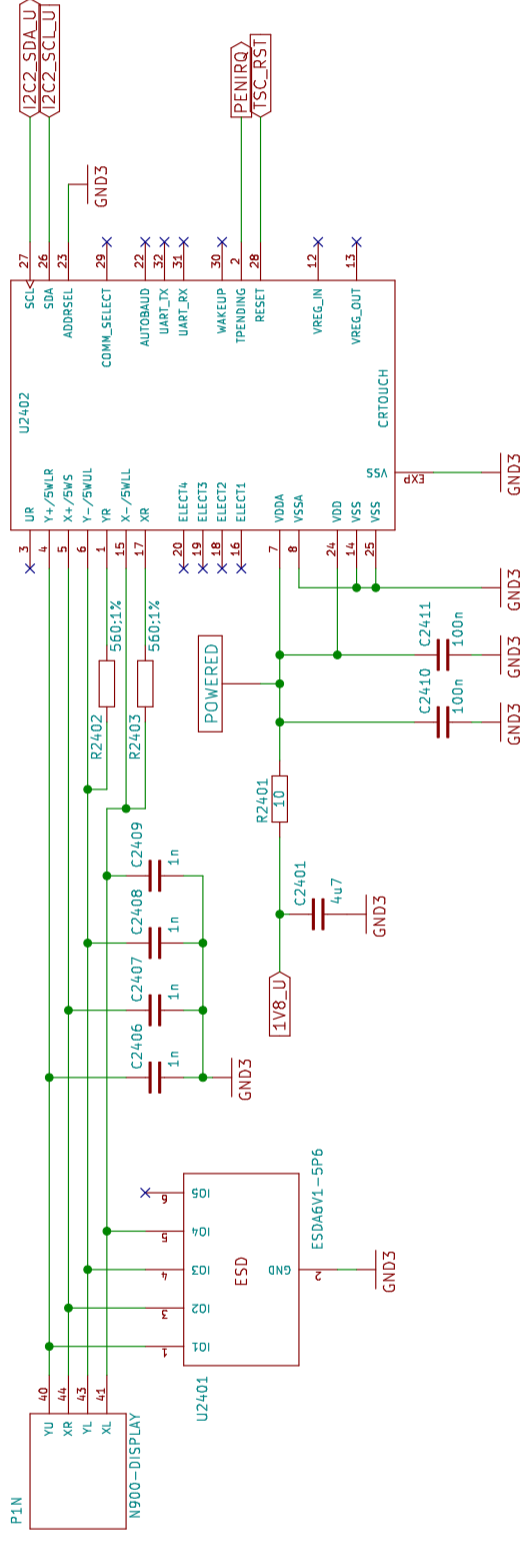 P1N
N900-DISPLAY
YU
40
XR
44
YL
43
XL
41
U2401
ESD
ESDA6V1-5P6
IO1
1
IO2
3
IO3
4
IO4
5
IO5
6
GND
2
GND3
C2406
1n
C2407
1n
C2408
1n
C2409
1n
GND3
1V8_U
C2401
4u7
GND3
R2401
10
POWERED
R2402
560;1%
R2403
560;1%
C2410
100n
GND3
C2411
100n
GND3
GND3
U2402
CRTOUCH
3
UR
4
Y+/5WLR
5
X+/5WS
6
Y-/5WUL
1
YR
15
X-/5WLL
17
XR
20
ELECT4
19
ELECT3
18
ELECT2
16
ELECT1
7
VDDA
8
VSSA
24
VDD
14
VSS
25
VSS
VSS
EXP
GND3
SCL
27
SDA
26
ADDRSEL
23
COMM_SELECT
29
AUTOBAUD
22
UART_TX
32
UART_RX
31
WAKEUP
30
TPENDING
2
RESET
28
VREG_IN
12
VREG_OUT
13
GND3
I2C2_SDA_U
I2C2_SCL_U
PENIRQ
TSC_RST